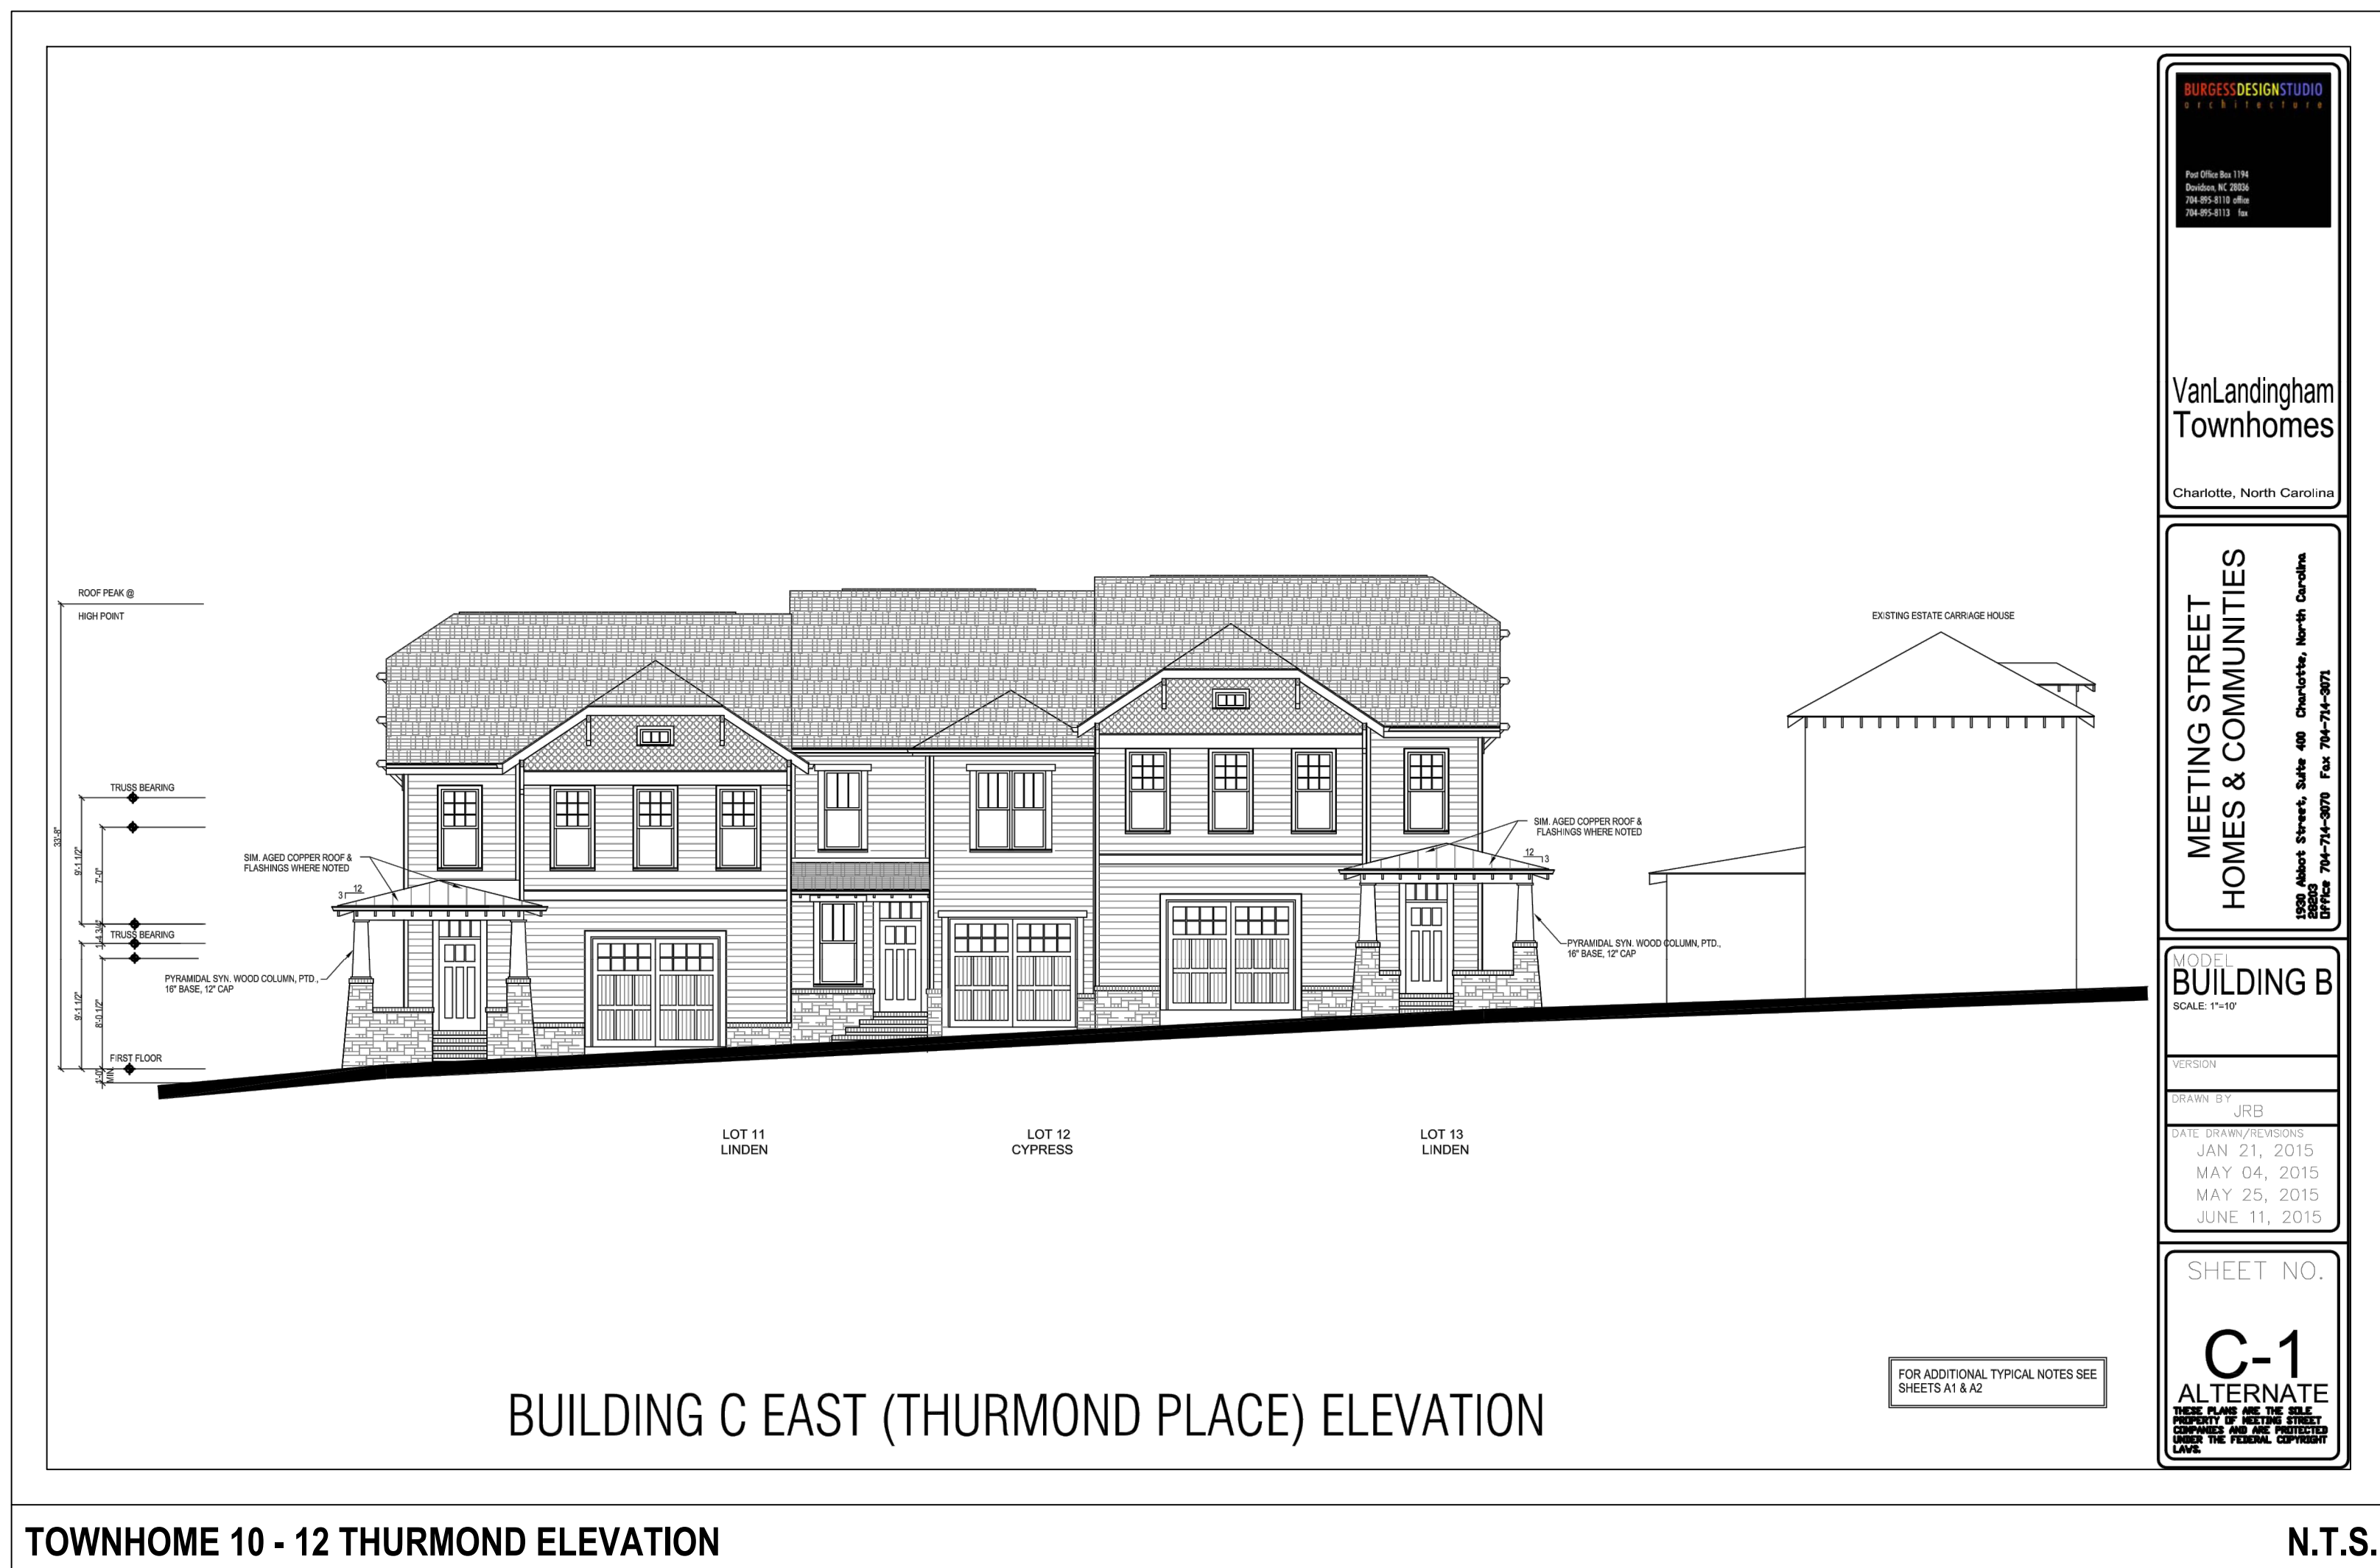 BURGESSDESIGNSTUDIO
architecture
Post Office Box 1194
Davidson, NC 28036
704-895-8110 office
704-895-8113 fax
VanLandingham
Townhomes
Charlotte, North Carolina
MEETING STREET
HOMES & COMMUNITIES
1930 Abbot Street, Suite 400 Charlotte, North Carolina
28203
Office 704-714-3070 Fax 704-714-3071
MODEL
BUILDING B
SCALE: 1"=10'
VERSION
DRAWN BY
JRB
DATE DRAWN/REVISIONS
JAN 21, 2015
MAY 04, 2015
MAY 25, 2015
JUNE 11, 2015
SHEET NO.
C-1
ALTERNATE
THESE PLANS ARE THE SOLE
PROPERTY OF MEETING STREET
COMPANIES AND ARE PROTECTED
UNDER THE FEDERAL COPYRIGHT
LAWS.
ROOF PEAK @
HIGH POINT
TRUSS BEARING
33'-8"
9'-1 1/2"
7'-0"
1'-4 3/4"
TRUSS BEARING
9'-1 1/2"
8'-0 1/2"
FIRST FLOOR
1'-0"
MIN.
SIM. AGED COPPER ROOF &
FLASHINGS WHERE NOTED
12
3
PYRAMIDAL SYN. WOOD COLUMN, PTD.,
16" BASE, 12" CAP
SIM. AGED COPPER ROOF &
FLASHINGS WHERE NOTED
12
3
PYRAMIDAL SYN. WOOD COLUMN, PTD.,
16" BASE, 12" CAP
EXISTING ESTATE CARRIAGE HOUSE
LOT 11
LINDEN
LOT 12
CYPRESS
LOT 13
LINDEN
FOR ADDITIONAL TYPICAL NOTES SEE
SHEETS A1 & A2
BUILDING C EAST (THURMOND PLACE) ELEVATION
TOWNHOME 10 - 12 THURMOND ELEVATION
N.T.S.